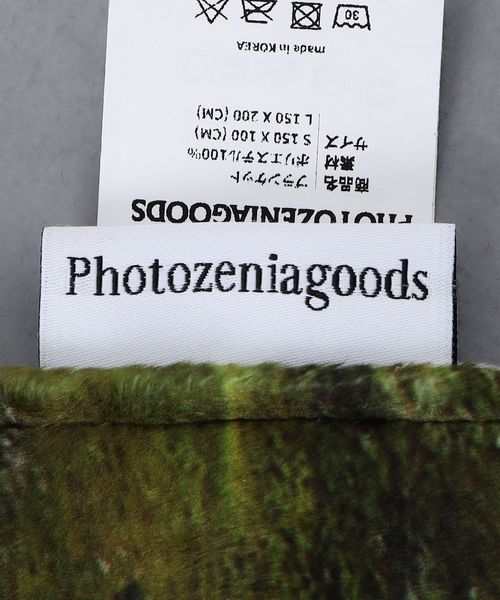 PHOTOZENIAGOODS
商品名 ブランケット
素材 ポリエステル100%
サイズ S 150 X 100 (CM)
L 150 X 200 (CM)
made in KOREA
30
Photozeniagoods